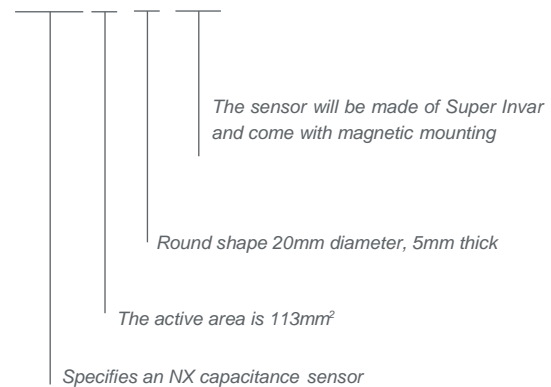 The sensor will be made of Super Invar
and come with magnetic mounting
Round shape 20mm diameter, 5mm thick
The active area is 113mm²
Specifies an NX capacitance sensor